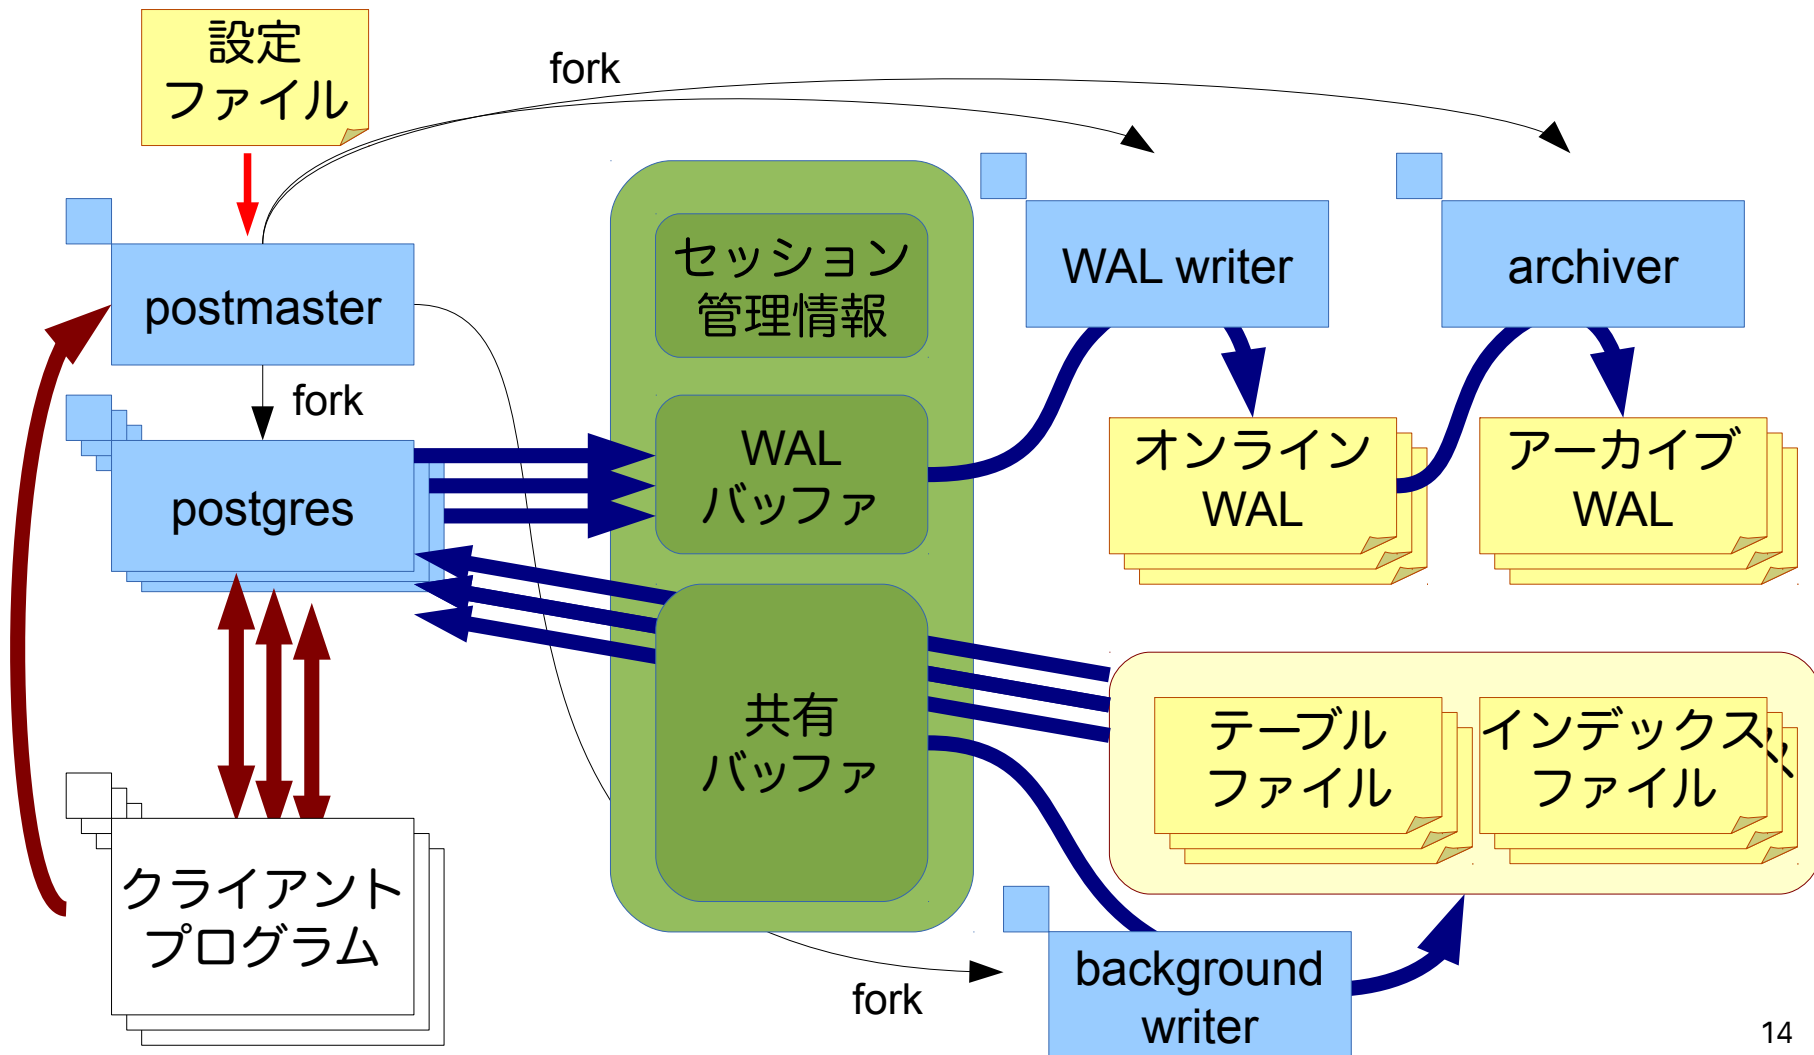 設定
ファイル
fork
postmaster
fork
postgres
クライアント
プログラム
セッション
管理情報
WAL
バッファ
共有
バッファ
WAL writer
archiver
オンライン
WAL
アーカイブ
WAL
テーブル
ファイル
インデックス
ファイル
fork
background
writer
14